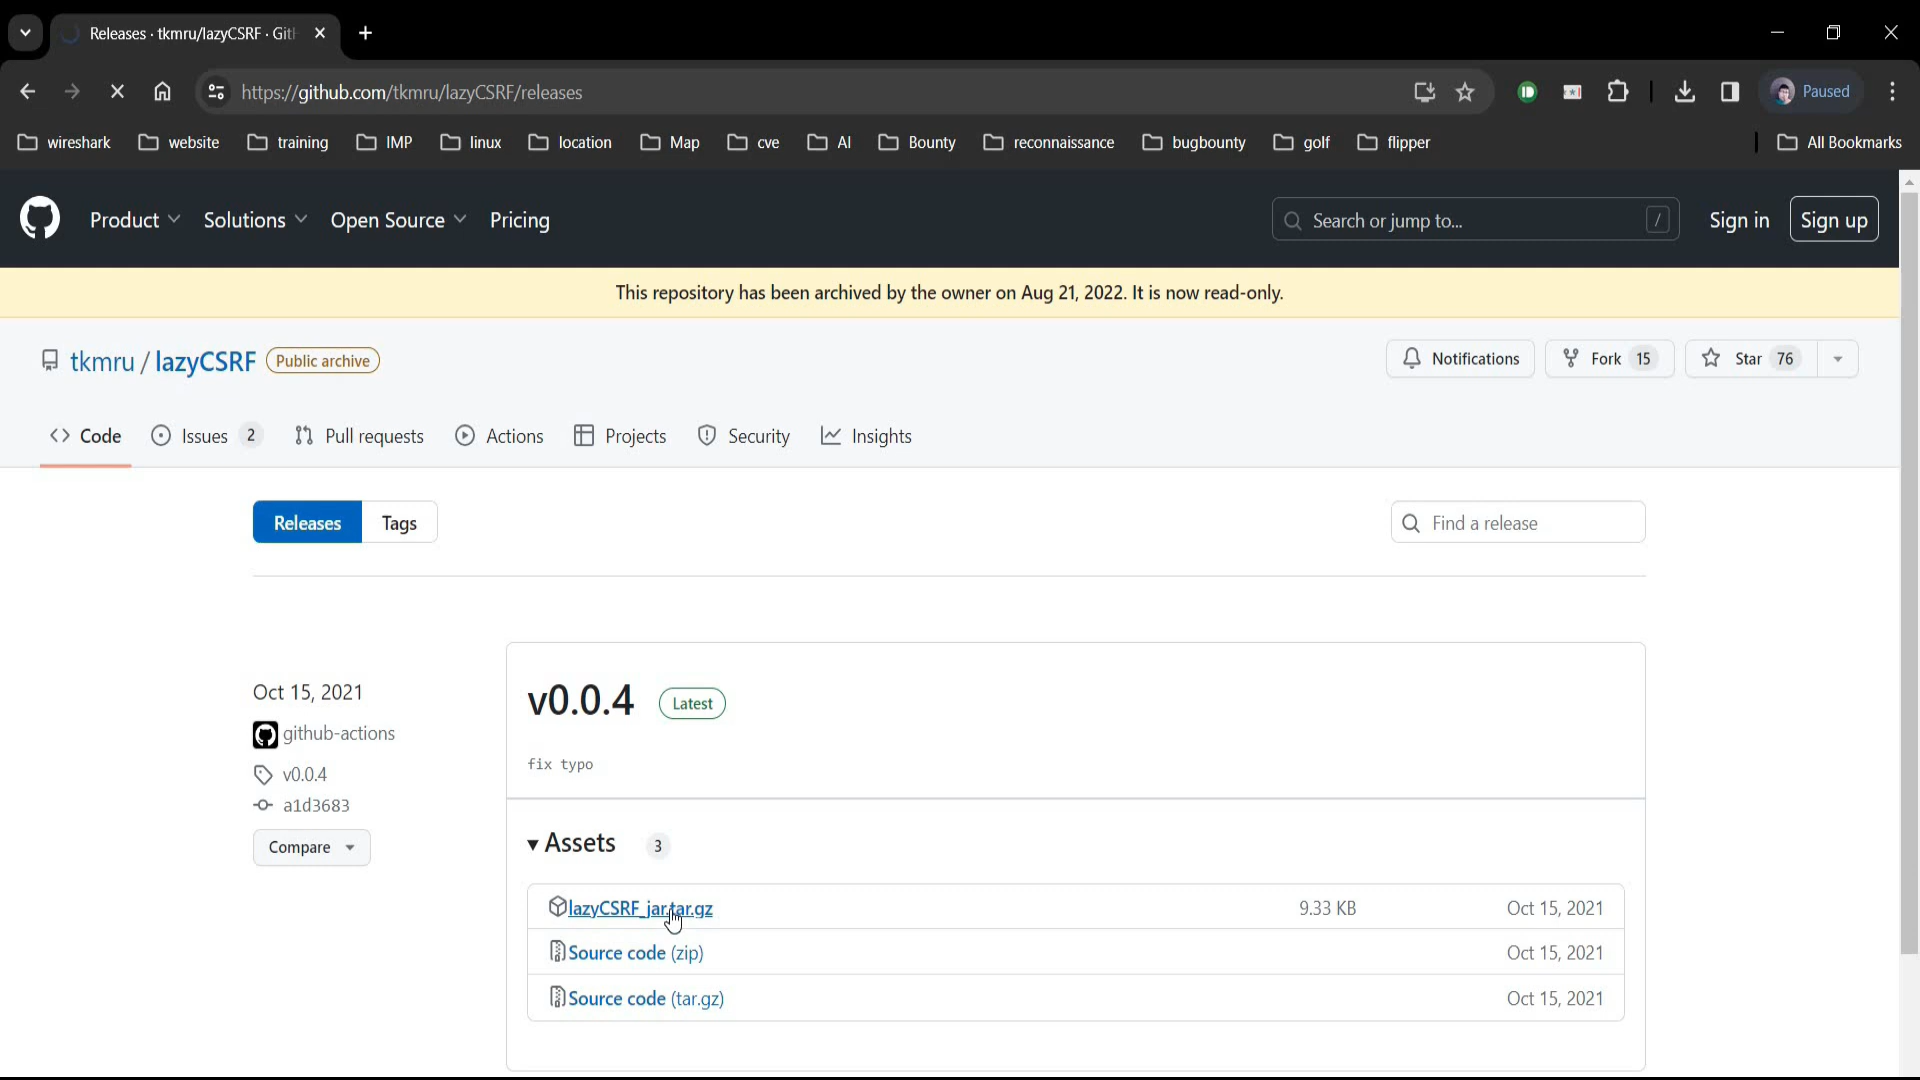 Releases · tkmru/lazyCSRF · Git
https://github.com/tkmru/lazyCSRF/releases
Paused
wireshark website training IMP linux location Map cve AI Bounty reconnaissance bugbounty golf flipper All Bookmarks
Product Solutions Open Source Pricing Search or jump to... / Sign in Sign up
This repository has been archived by the owner on Aug 21, 2022. It is now read-only.
tkmru / lazyCSRF Public archive Notifications Fork 15 Star 76
Code Issues 2 Pull requests Actions Projects Security Insights
Releases Tags Find a release
Oct 15, 2021
github-actions
v0.0.4
a1d3683
Compare
v0.0.4 Latest
fix typo
Assets 3
lazyCSRF_jar.tar.gz 9.33 KB Oct 15, 2021
Source code (zip) Oct 15, 2021
Source code (tar.gz) Oct 15, 2021